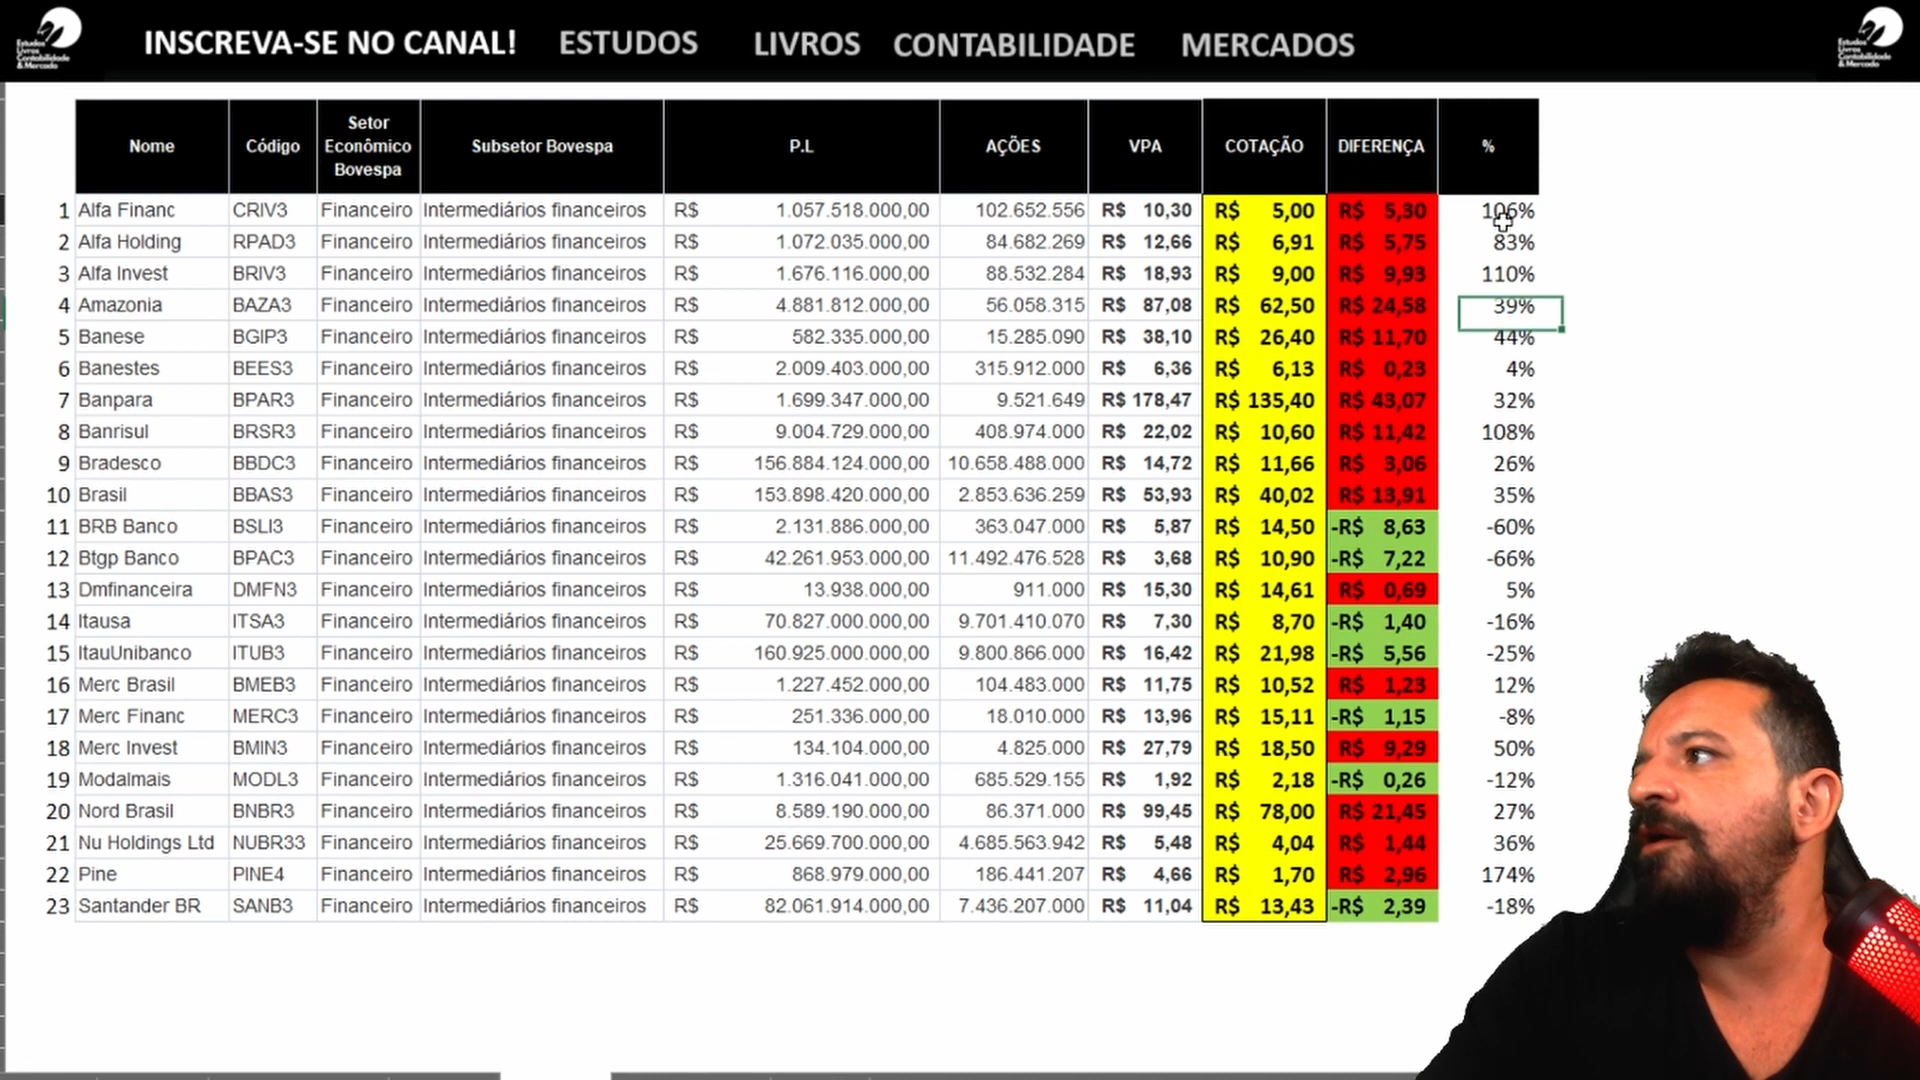 Estudos
Livros
Contabilidade
& Mercado
INSCREVA-SE NO CANAL! ESTUDOS LIVROS CONTABILIDADE MERCADOS
Estudos
Livros
Contabilidade
& Mercado
Nome Código Setor Econômico Bovespa Subsetor Bovespa P.L AÇÕES VPA COTAÇÃO DIFERENÇA %
1 Alfa Financ CRIV3 Financeiro Intermediários financeiros R$ 1.057.518.000,00 102.652.556 R$ 10,30 R$ 5,00 R$ 5,30 106%
2 Alfa Holding RPAD3 Financeiro Intermediários financeiros R$ 1.072.035.000,00 84.682.269 R$ 12,66 R$ 6,91 R$ 5,75 83%
3 Alfa Invest BRIV3 Financeiro Intermediários financeiros R$ 1.676.116.000,00 88.532.284 R$ 18,93 R$ 9,00 R$ 9,93 110%
4 Amazonia BAZA3 Financeiro Intermediários financeiros R$ 4.881.812.000,00 56.058.315 R$ 87,08 R$ 62,50 R$ 24,58 39%
5 Banese BGIP3 Financeiro Intermediários financeiros R$ 582.335.000,00 15.285.090 R$ 38,10 R$ 26,40 R$ 11,70 44%
6 Banestes BEES3 Financeiro Intermediários financeiros R$ 2.009.403.000,00 315.912.000 R$ 6,36 R$ 6,13 R$ 0,23 4%
7 Banpara BPAR3 Financeiro Intermediários financeiros R$ 1.699.347.000,00 9.521.649 R$ 178,47 R$ 135,40 R$ 43,07 32%
8 Banrisul BRSR3 Financeiro Intermediários financeiros R$ 9.004.729.000,00 408.974.000 R$ 22,02 R$ 10,60 R$ 11,42 108%
9 Bradesco BBDC3 Financeiro Intermediários financeiros R$ 156.884.124.000,00 10.658.488.000 R$ 14,72 R$ 11,66 R$ 3,06 26%
10 Brasil BBAS3 Financeiro Intermediários financeiros R$ 153.898.420.000,00 2.853.636.259 R$ 53,93 R$ 40,02 R$ 13,91 35%
11 BRB Banco BSLI3 Financeiro Intermediários financeiros R$ 2.131.886.000,00 363.047.000 R$ 5,87 R$ 14,50 -R$ 8,63 -60%
12 Btgp Banco BPAC3 Financeiro Intermediários financeiros R$ 42.261.953.000,00 11.492.476.528 R$ 3,68 R$ 10,90 -R$ 7,22 -66%
13 Dmfinanceira DMFN3 Financeiro Intermediários financeiros R$ 13.938.000,00 911.000 R$ 15,30 R$ 14,61 R$ 0,69 5%
14 Itausa ITSA3 Financeiro Intermediários financeiros R$ 70.827.000.000,00 9.701.410.070 R$ 7,30 R$ 8,70 -R$ 1,40 -16%
15 ItauUnibanco ITUB3 Financeiro Intermediários financeiros R$ 160.925.000.000,00 9.800.866.000 R$ 16,42 R$ 21,98 -R$ 5,56 -25%
16 Merc Brasil BMEB3 Financeiro Intermediários financeiros R$ 1.227.452.000,00 104.483.000 R$ 11,75 R$ 10,52 R$ 1,23 12%
17 Merc Financ MERC3 Financeiro Intermediários financeiros R$ 251.336.000,00 18.010.000 R$ 13,96 R$ 15,11 -R$ 1,15 -8%
18 Merc Invest BMIN3 Financeiro Intermediários financeiros R$ 134.104.000,00 4.825.000 R$ 27,79 R$ 18,50 R$ 9,29 50%
19 Modalmais MODL3 Financeiro Intermediários financeiros R$ 1.316.041.000,00 685.529.155 R$ 1,92 R$ 2,18 -R$ 0,26 -12%
20 Nord Brasil BNBR3 Financeiro Intermediários financeiros R$ 8.589.190.000,00 86.371.000 R$ 99,45 R$ 78,00 R$ 21,45 27%
21 Nu Holdings Ltd NUBR33 Financeiro Intermediários financeiros R$ 25.669.700.000,00 4.685.563.942 R$ 5,48 R$ 4,04 R$ 1,44 36%
22 Pine PINE4 Financeiro Intermediários financeiros R$ 868.979.000,00 186.441.207 R$ 4,66 R$ 1,70 R$ 2,96 174%
23 Santander BR SANB3 Financeiro Intermediários financeiros R$ 82.061.914.000,00 7.436.207.000 R$ 11,04 R$ 13,43 -R$ 2,39 -18%